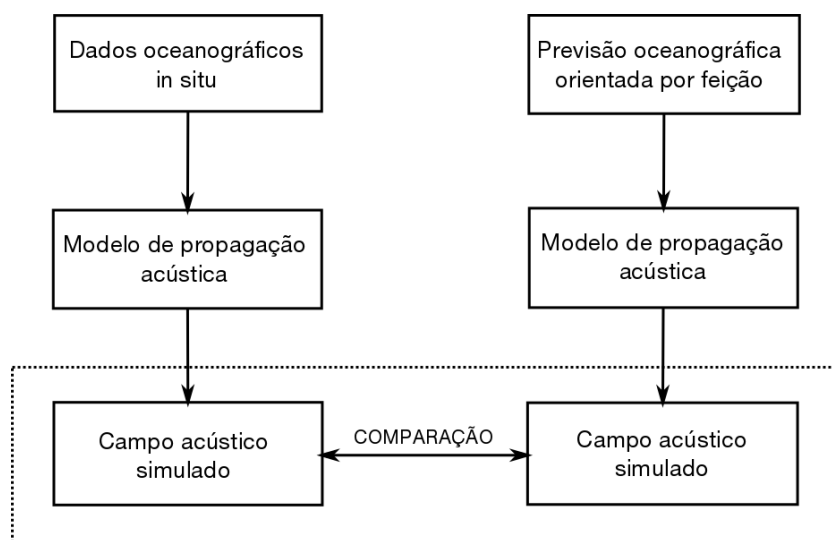 Dados oceanográficos
in situ
Previsão oceanográfica
orientada por feição
Modelo de propagação
acústica
Modelo de propagação
acústica
Campo acústico
simulado
COMPARAÇÃO
Campo acústico
simulado